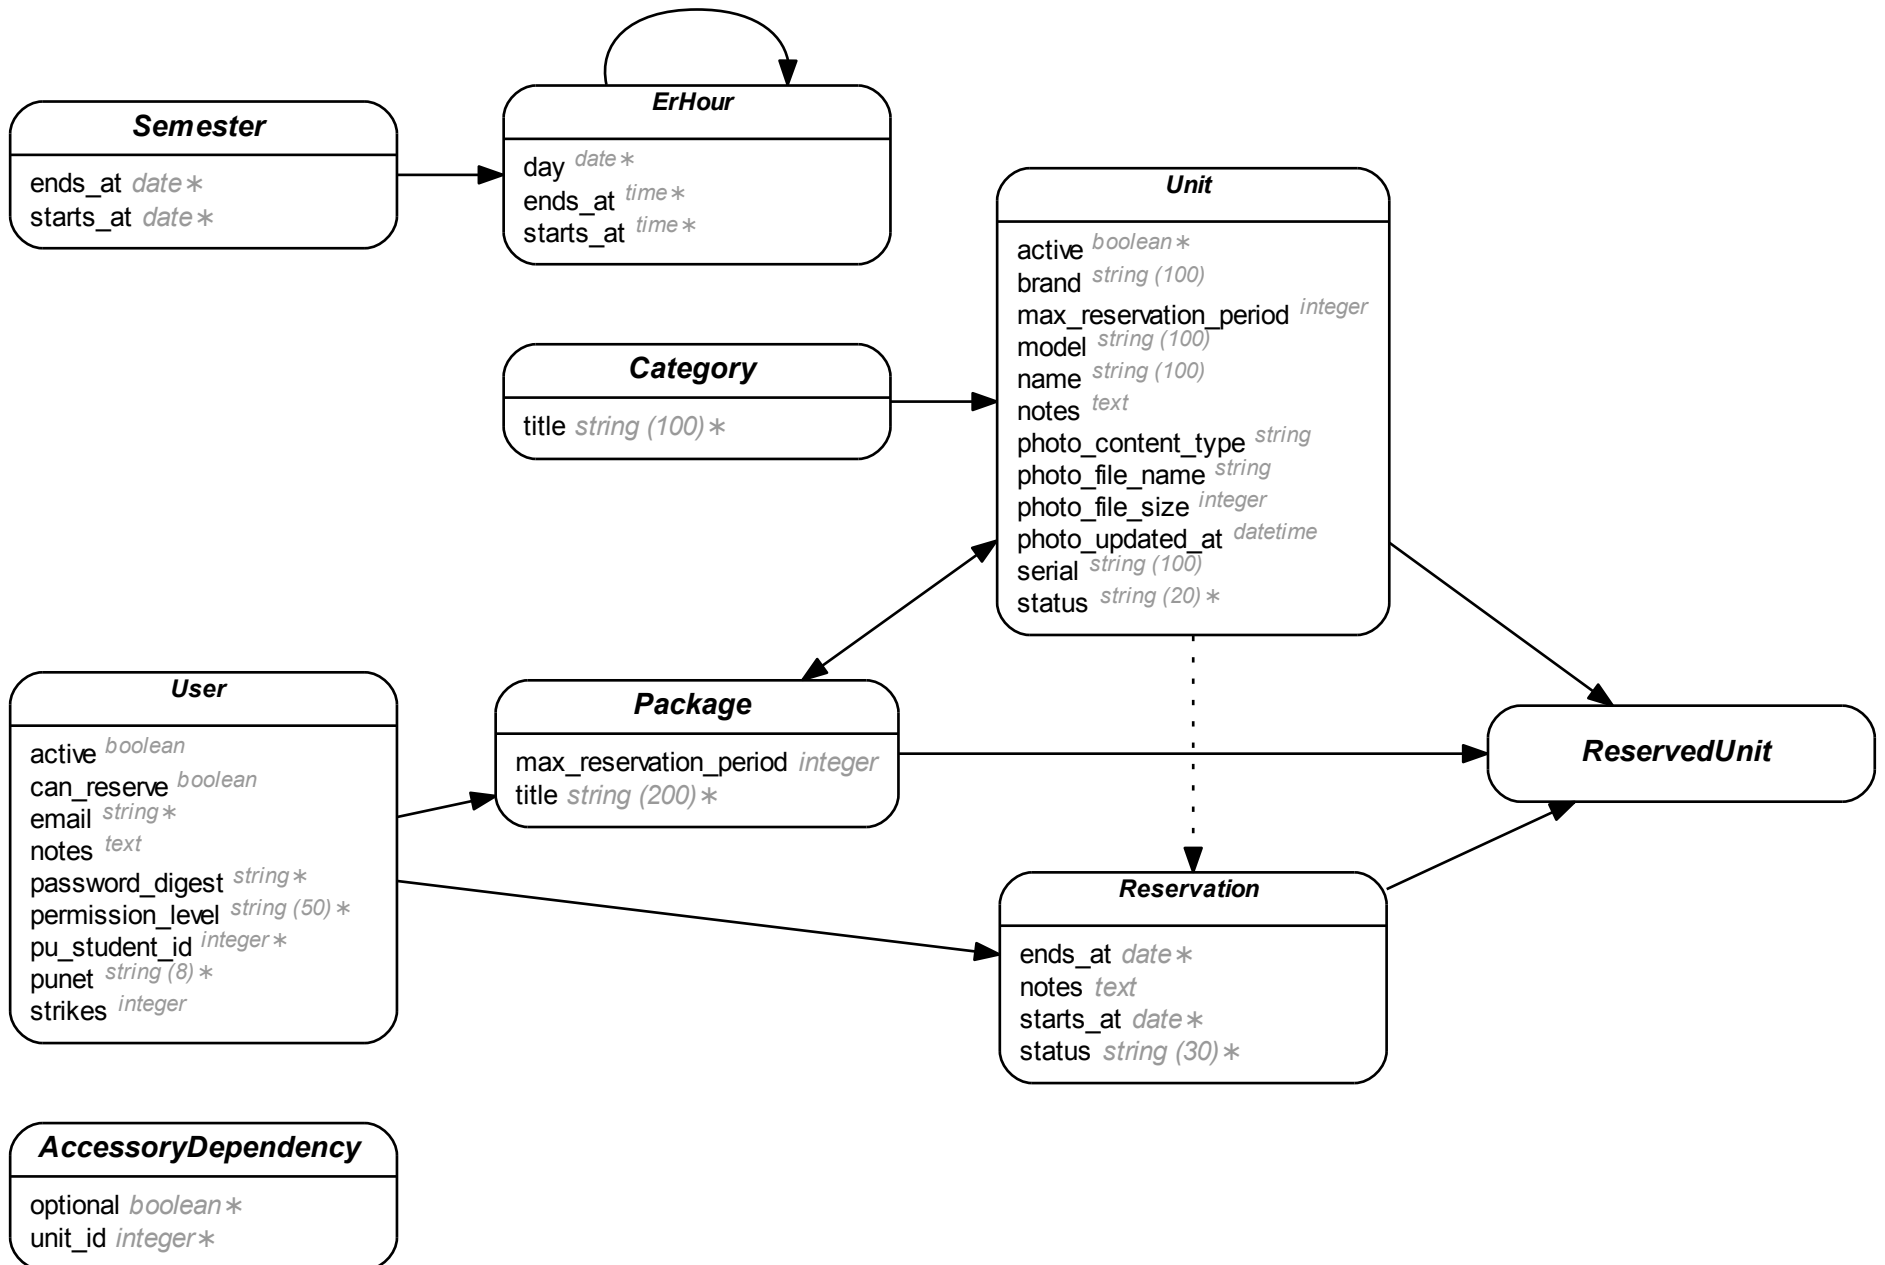 Semester
ends_at date∗
starts_at date∗
ErHour
day date∗
ends_at time∗
starts_at time∗
Category
title string (100)∗
Unit
active boolean∗
brand string (100)
max_reservation_period integer
model string (100)
name string (100)
notes text
photo_content_type string
photo_file_name string
photo_file_size integer
photo_updated_at datetime
serial string (100)
status string (20)∗
User
active boolean
can_reserve boolean
email string∗
notes text
password_digest string∗
permission_level string (50)∗
pu_student_id integer∗
punet string (8)∗
strikes integer
Package
max_reservation_period integer
title string (200)∗
ReservedUnit
Reservation
ends_at date∗
notes text
starts_at date∗
status string (30)∗
AccessoryDependency
optional boolean∗
unit_id integer∗